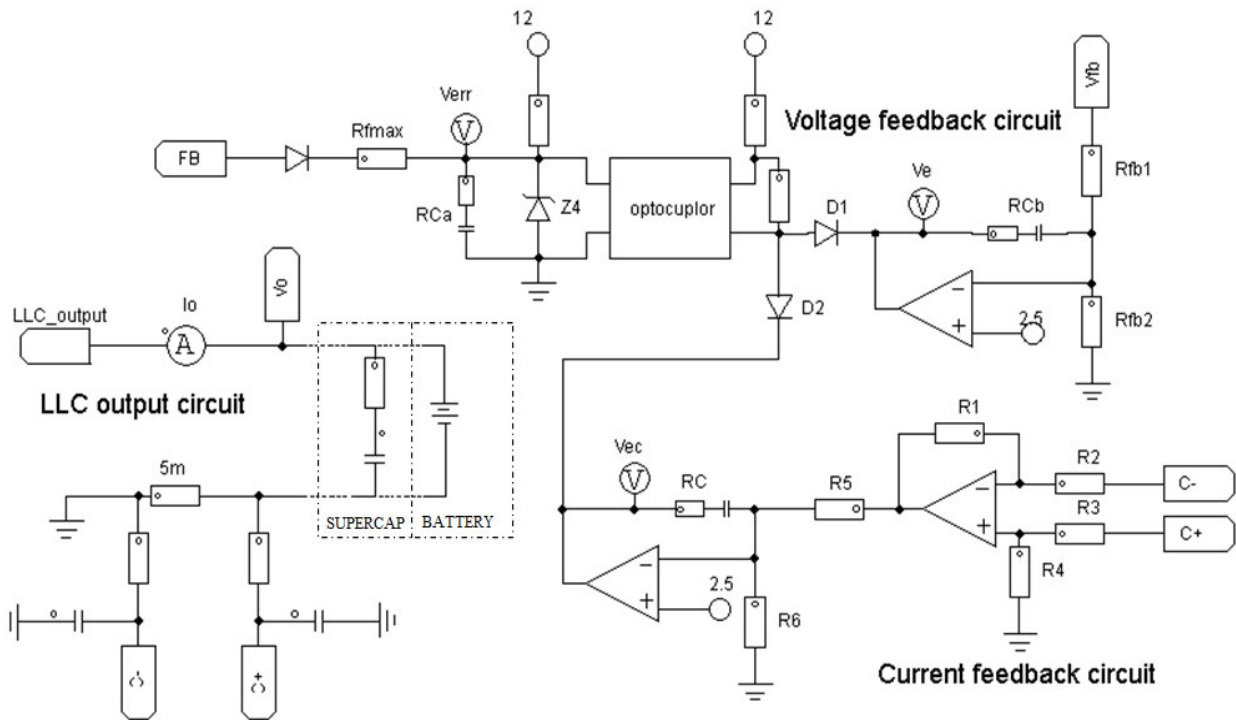 12
12
Verr
Rfmax
FB
RCa
Z4
optocuplor
Voltage feedback circuit
Vfb
Rfb1
Ve
D1
RCb
D2
2.5
Rfb2
Vo
Io
LLC_output
A
LLC output circuit
5m
SUPERCAP
BATTERY
C-
C+
Vec
RC
R5
R1
R2
C-
R3
C+
R4
2.5
R6
Current feedback circuit
V
V
V